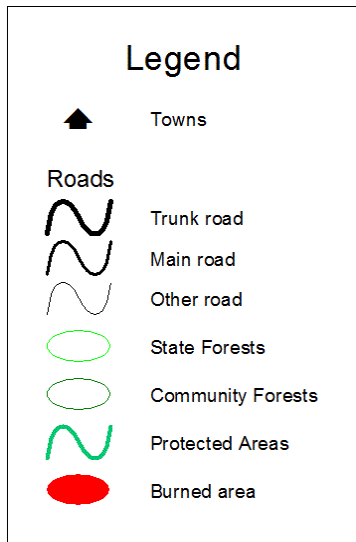 Legend
Towns
Roads
Trunk road
Main road
Other road
State Forests
Community Forests
Protected Areas
Burned area